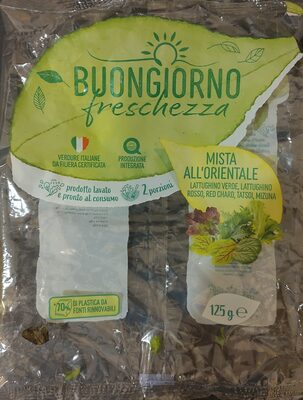 BUONGIORNO
freschezza
VERDURE ITALIANE
DA FILIERA CERTIFICATA
PRODUZIONE
INTEGRATA
prodotto lavato
e pronto al consumo
2 porzioni
MISTA
ALL'ORIENTALE
LATTUGHINO VERDE, LATTUGHINO
ROSSO, RED CHARD, TATSOI, MIZUNA
70%
DI PLASTICA DA
FONTI RINNOVABILI
125 g e